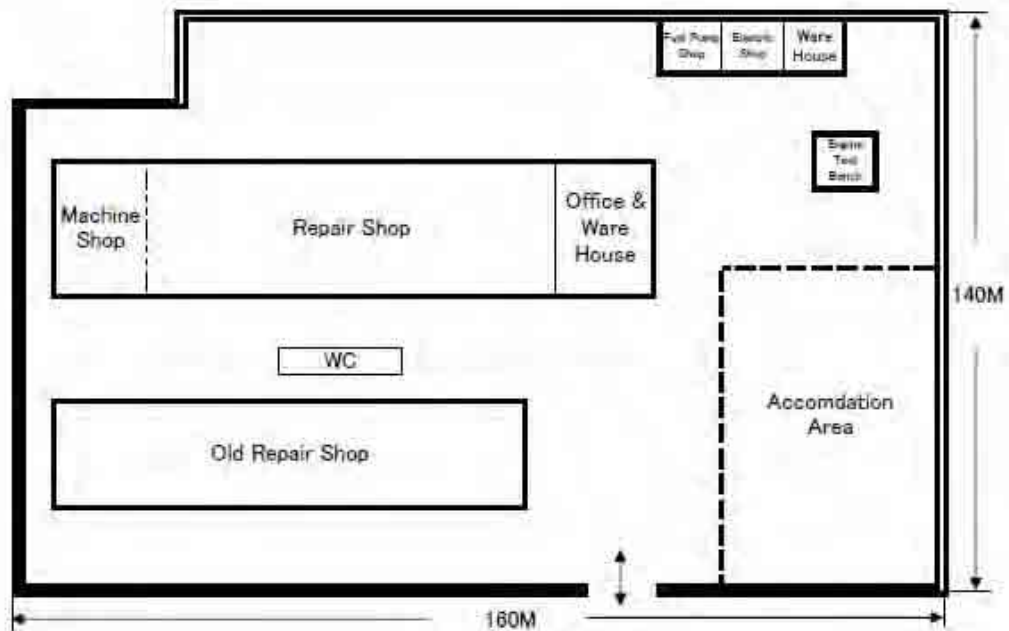 Fuel Pump
Shop
Electric
Shop
Ware
House
Engine
Test
Bench
Machine
Shop
Repair Shop
Office &
Ware
House
140M
WC
Accomdation
Area
Old Repair Shop
160M